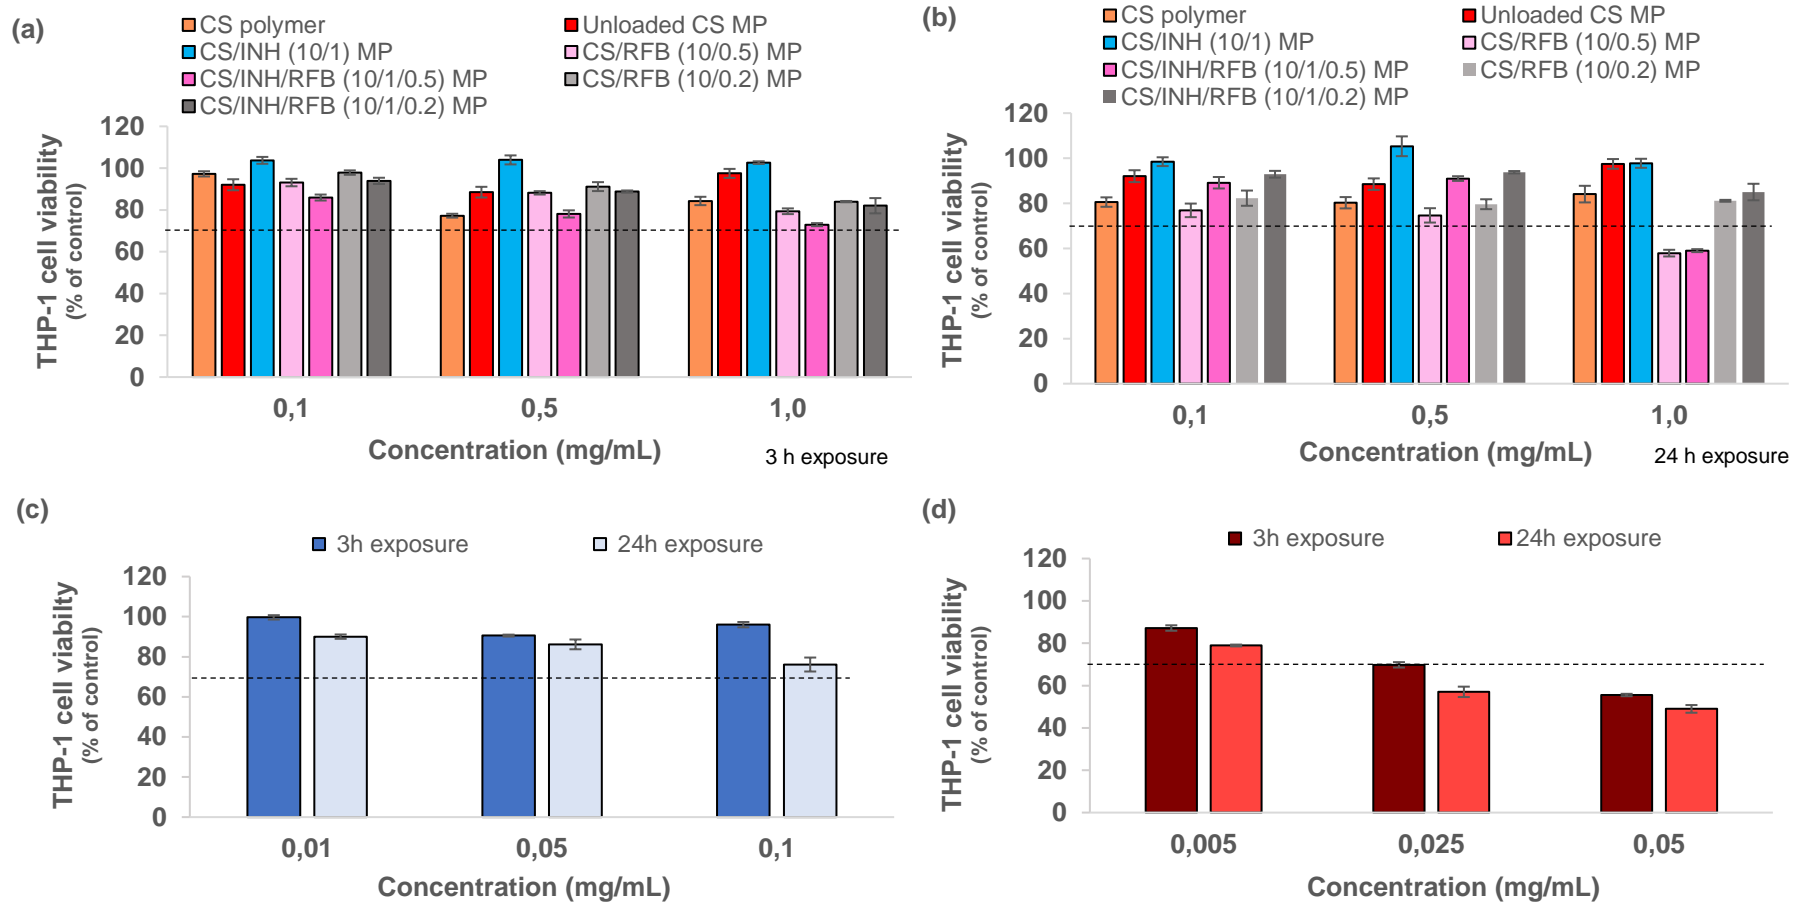 (a)
CS polymer
Unloaded CS MP
CS/INH (10/1) MP
CS/RFB (10/0.5) MP
CS/INH/RFB (10/1/0.5) MP
CS/RFB (10/0.2) MP
CS/INH/RFB (10/1/0.2) MP
THP-1 cell viability
(% of control)
120
100
80
60
40
20
0
0,1
0,5
1,0
Concentration (mg/mL)
3 h exposure
(b)
CS polymer
Unloaded CS MP
CS/INH (10/1) MP
CS/RFB (10/0.5) MP
CS/INH/RFB (10/1/0.5) MP
CS/RFB (10/0.2) MP
CS/INH/RFB (10/1/0.2) MP
THP-1 cell viability
(% of control)
120
100
80
60
40
20
0
0,1
0,5
1,0
Concentration (mg/mL)
24 h exposure
(c)
3h exposure
24h exposure
THP-1 cell viabilty
(% of control)
120
100
80
60
40
20
0
0,01
0,05
0,1
Concentration (mg/mL)
(d)
3h exposure
24h exposure
THP-1 cell viability
(% of control)
120
100
80
60
40
20
0
0,005
0,025
0,05
Concentration (mg/mL)